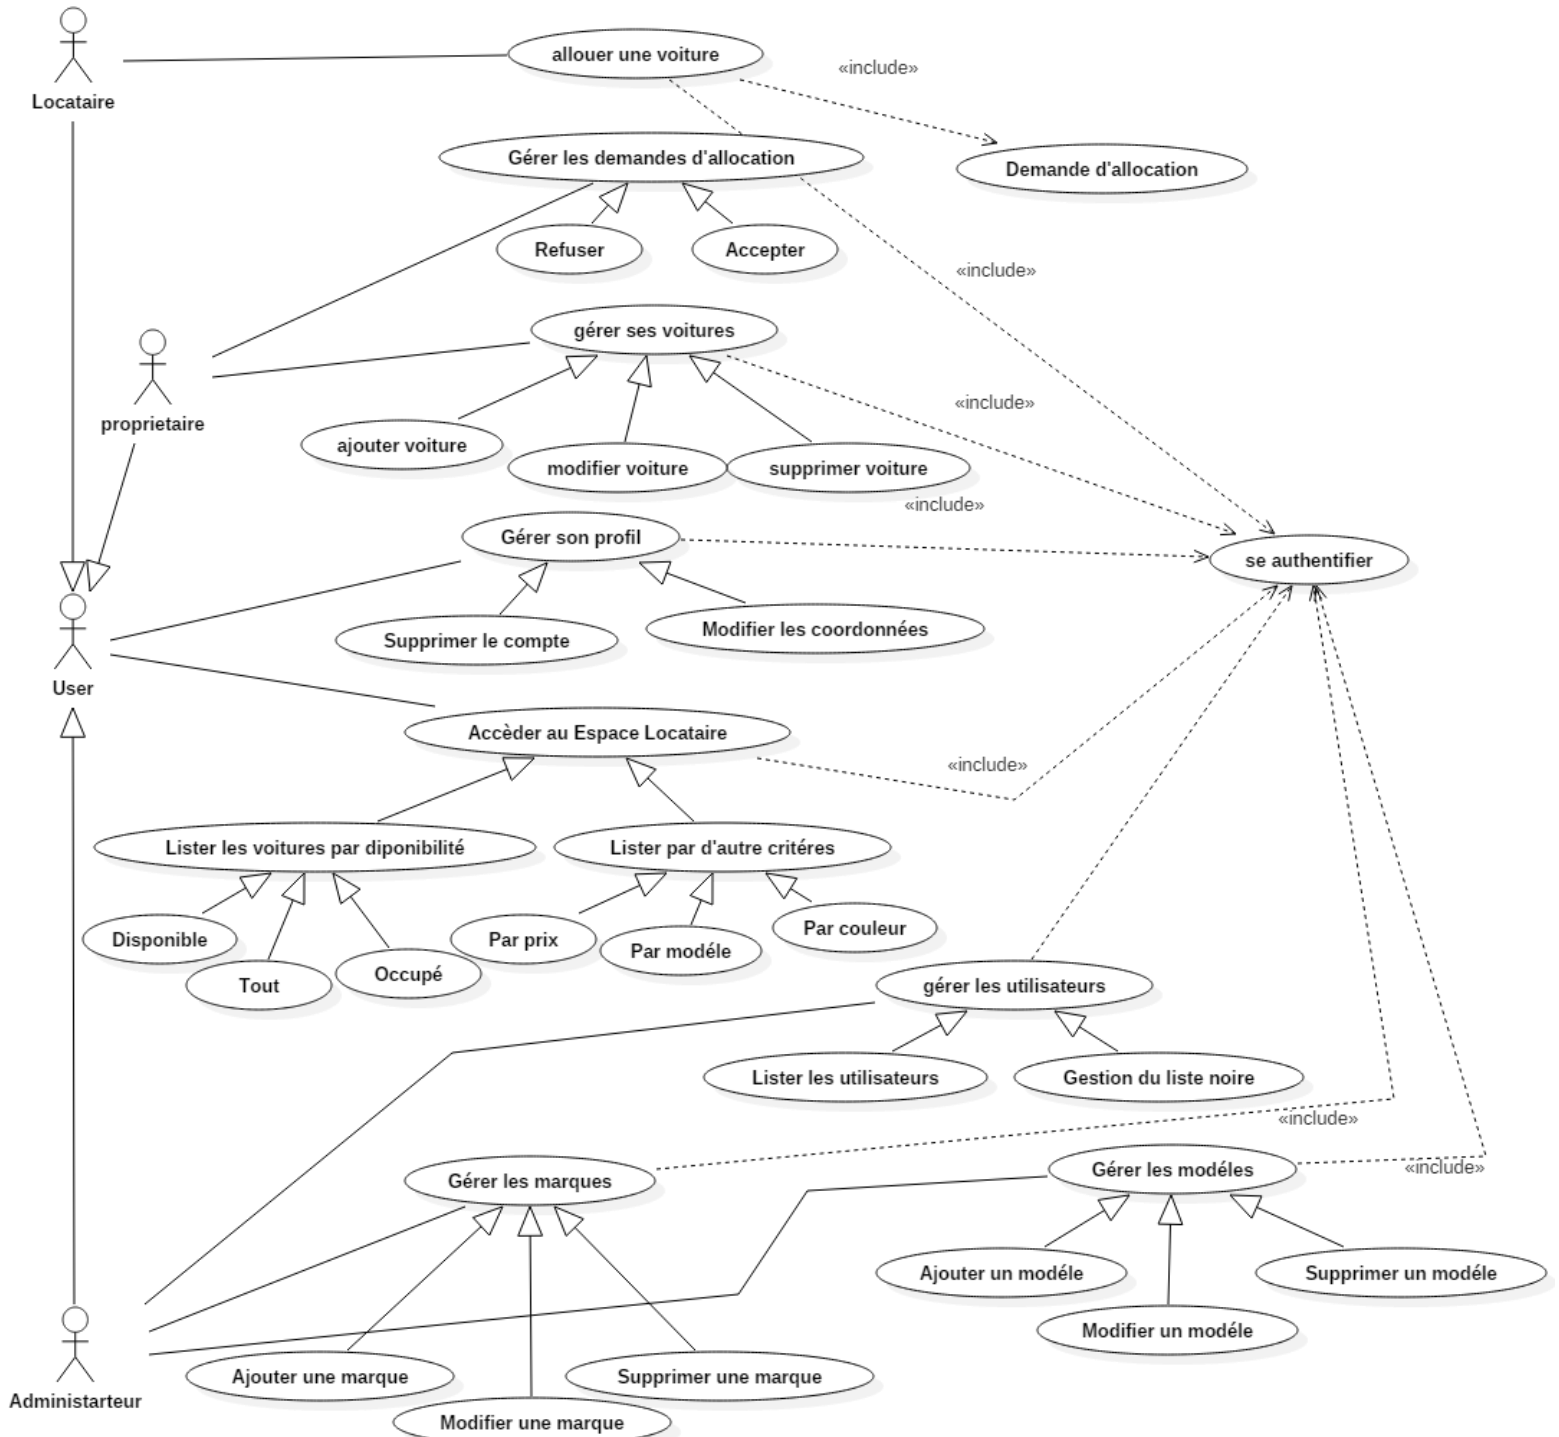 allouer une voiture
«include»
Locataire
Gérer les demandes d'allocation
Demande d'allocation
Refuser
Accepter
«include»
gérer ses voitures
«include»
proprietaire
ajouter voiture
modifier voiture
supprimer voiture
«include»
Gérer son profil
se authentifier
Supprimer le compte
Modifier les coordonnées
User
Accèder au Espace Locataire
«include»
Lister les voitures par diponibilité
Lister par d'autre critéres
Disponible
Tout
Occupé
Par prix
Par modéle
Par couleur
gérer les utilisateurs
Lister les utilisateurs
Gestion du liste noire
«include»
Gérer les marques
Gérer les modéles
«include»
Ajouter un modéle
Supprimer un modéle
Modifier un modéle
Ajouter une marque
Supprimer une marque
Administarteur
Modifier une marque